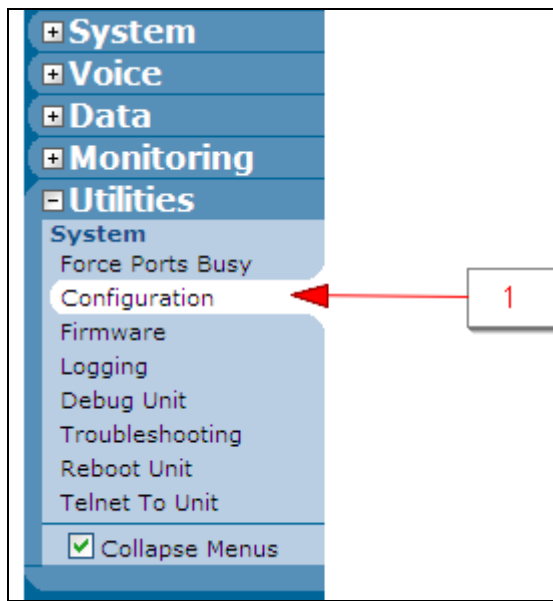 System
Voice
Data
Monitoring
Utilities
System
Force Ports Busy
Configuration
1
Firmware
Logging
Debug Unit
Troubleshooting
Reboot Unit
Telnet To Unit
Collapse Menus